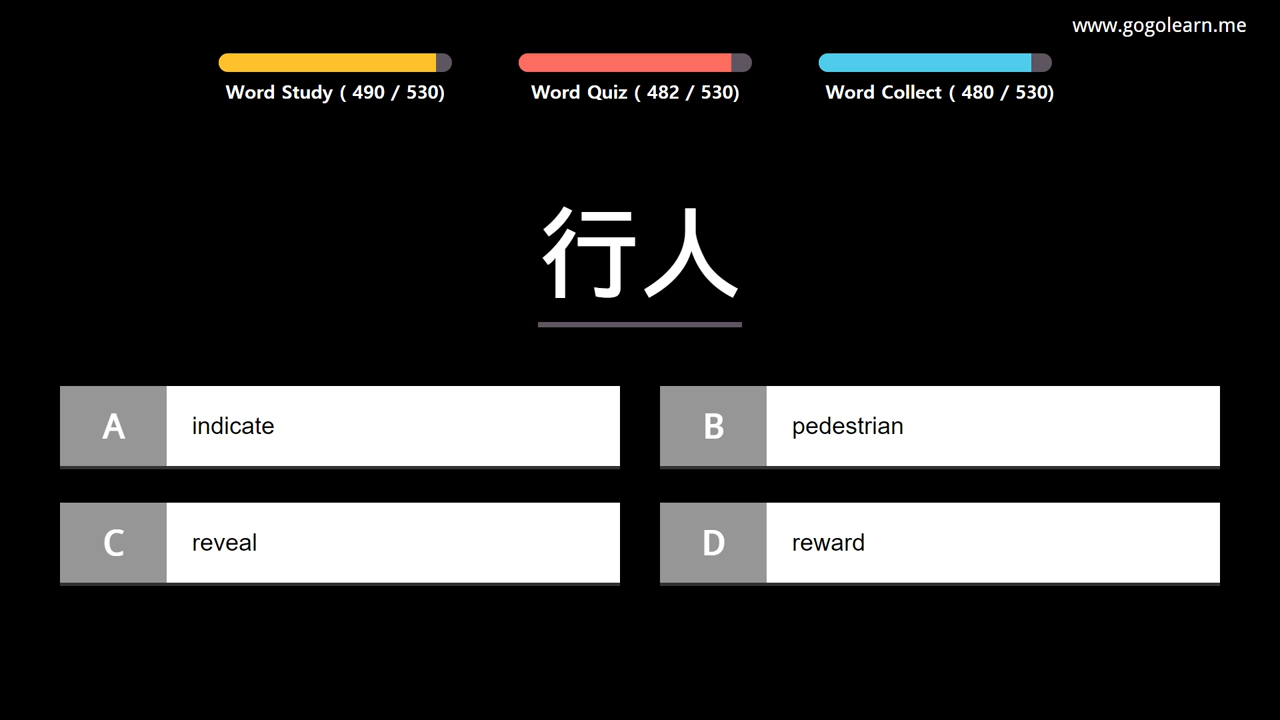 www.gogolearn.me
Word Study ( 490 / 530)
Word Quiz ( 482 / 530)
Word Collect ( 480 / 530)
行人
A indicate
B pedestrian
C reveal
D reward